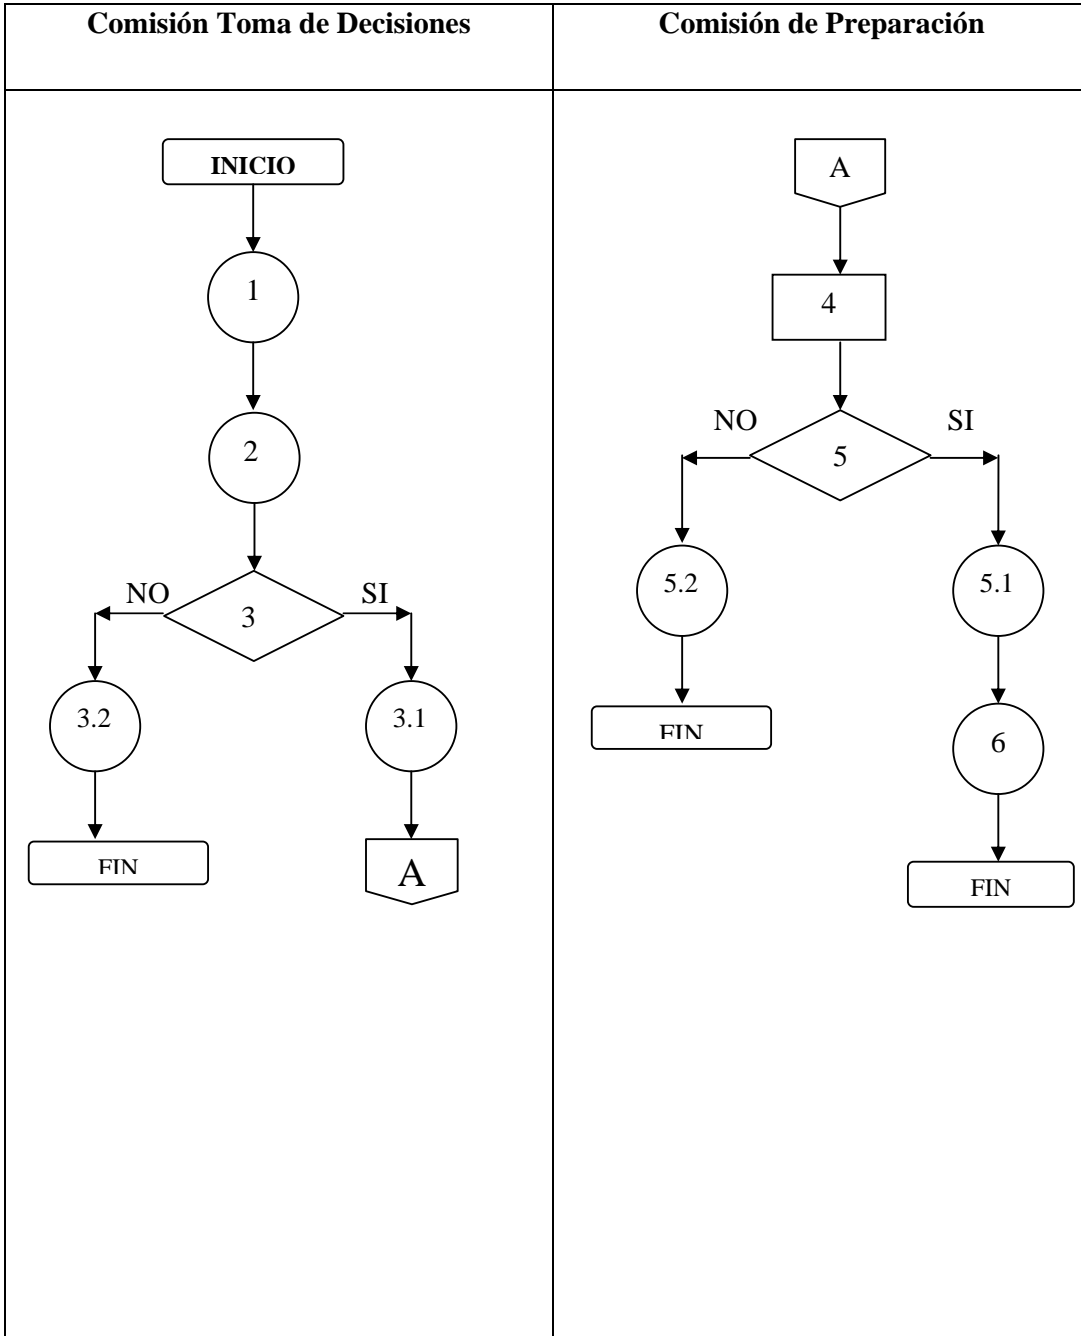 Comisión Toma de Decisiones
Comisión de Preparación
INICIO
1
2
NO
SI
3
3.2
3.1
FIN
A
A
4
NO
SI
5
5.2
5.1
FIN
6
FIN